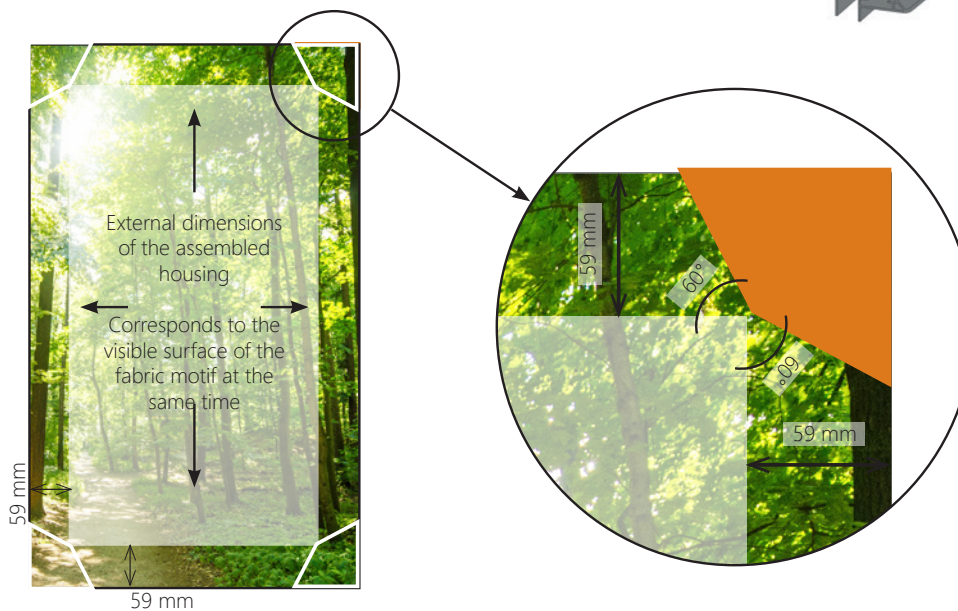 External dimensions
of the assembled
housing
Corresponds to the
visible surface of the
fabric motif at the
same time
59 mm
59 mm
59 mm
60°
60°
59 mm